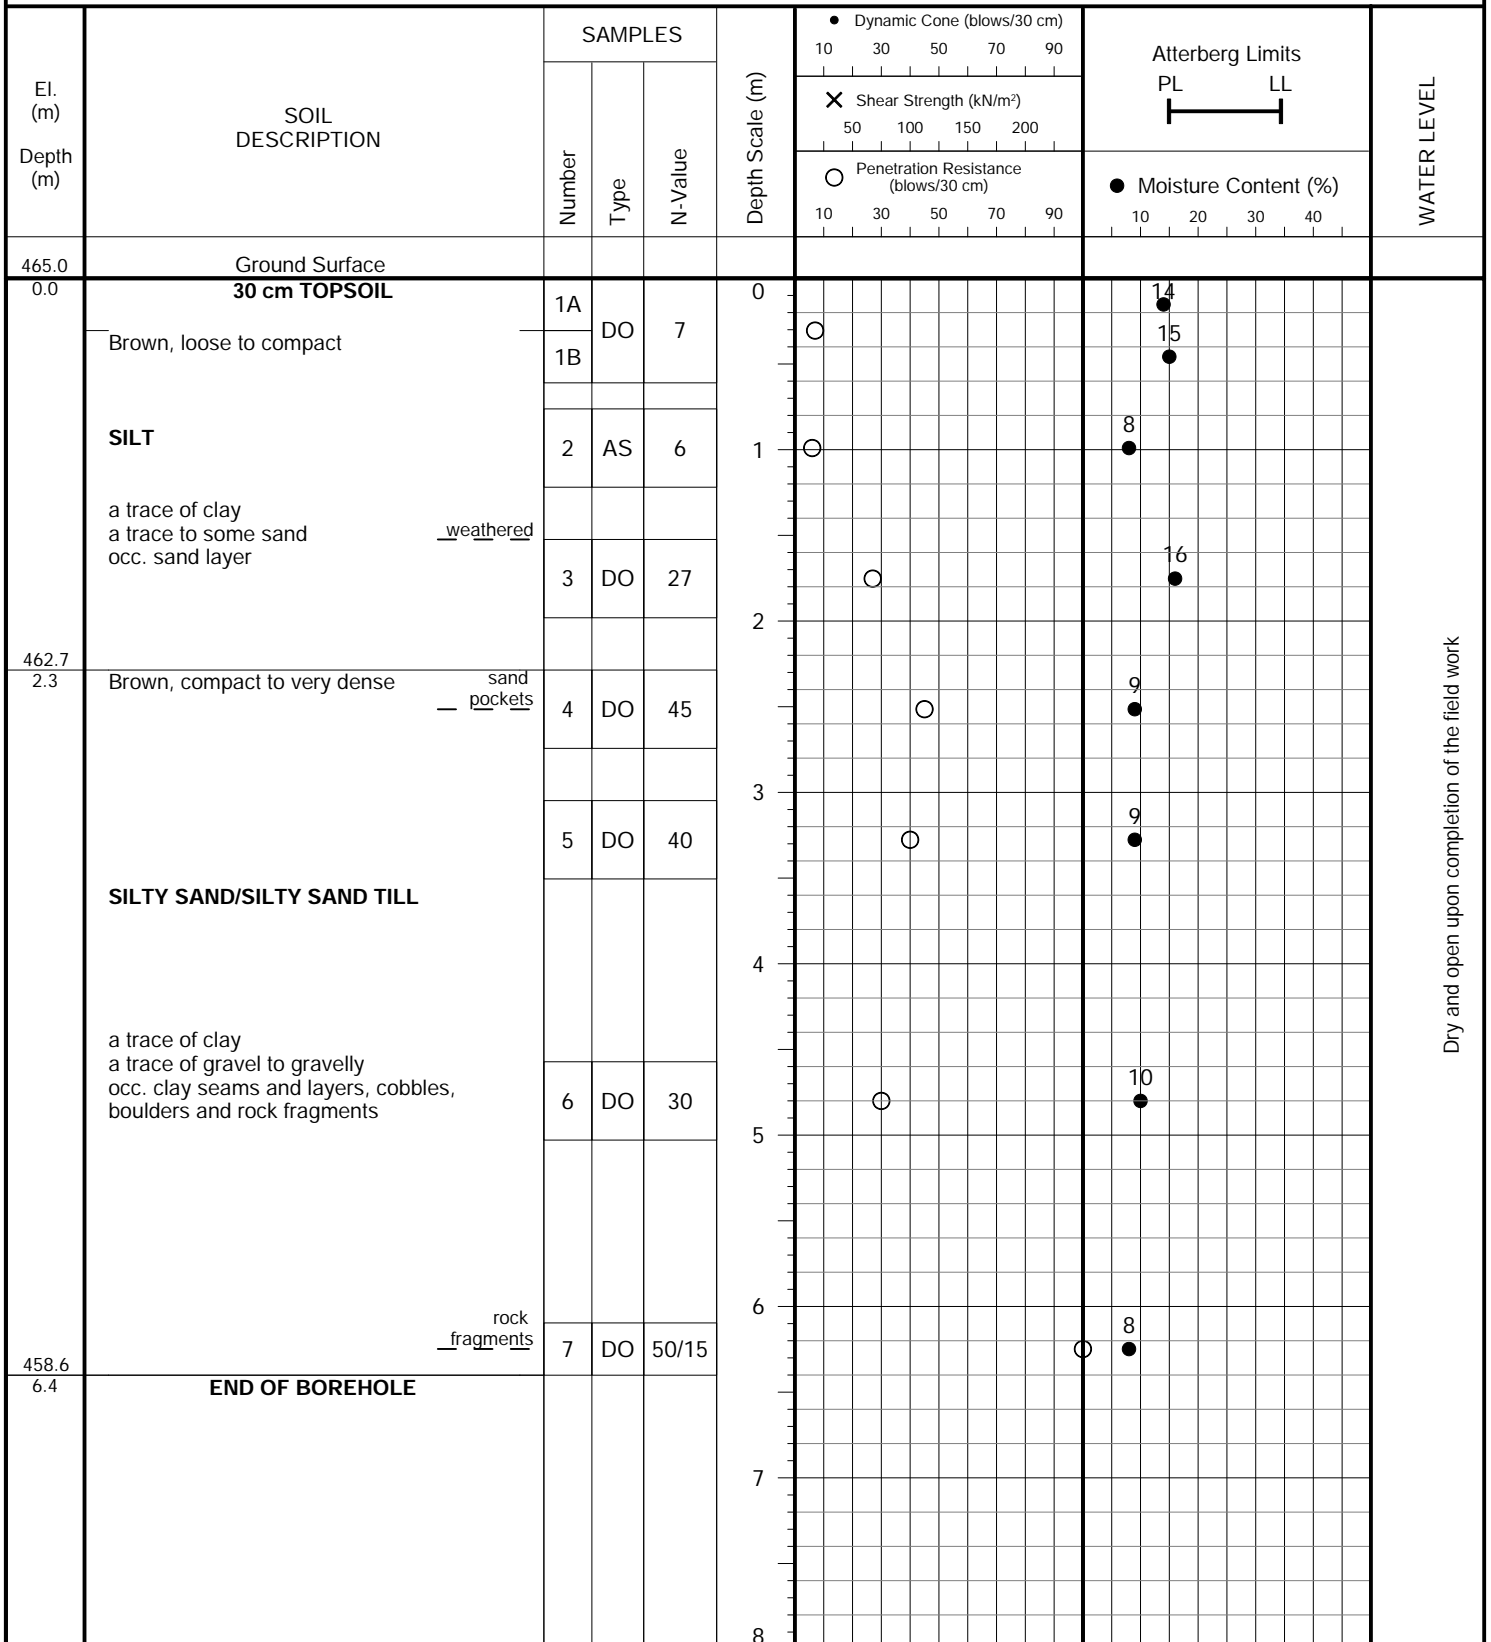 El.
(m)
Depth
(m)
SOIL
DESCRIPTION
SAMPLES
Number
Type
N-Value
Depth Scale (m)
Dynamic Cone (blows/30 cm)
10 30 50 70 90
Shear Strength (kN/m²)
50 100 150 200
Penetration Resistance
(blows/30 cm)
10 30 50 70 90
Atterberg Limits
PL LL
Moisture Content (%)
10 20 30 40
WATER LEVEL
465.0 Ground Surface
0.0 30 cm TOPSOIL 0
1A DO 7 14
Brown, loose to compact
1B 15
SILT
2 AS 6 1 8
a trace of clay
a trace to some sand weathered
occ. sand layer
3 DO 27 16
2
462.7
2.3 Brown, compact to very dense sand
pockets
4 DO 45 9
3
5 DO 40 9
SILTY SAND/SILTY SAND TILL
4
a trace of clay
a trace of gravel to gravelly
occ. clay seams and layers, cobbles,
boulders and rock fragments
6 DO 30 10
5
6
rock
fragments
7 DO 50/15 8
458.6
6.4 END OF BOREHOLE
7
8
Dry and open upon completion of the field work